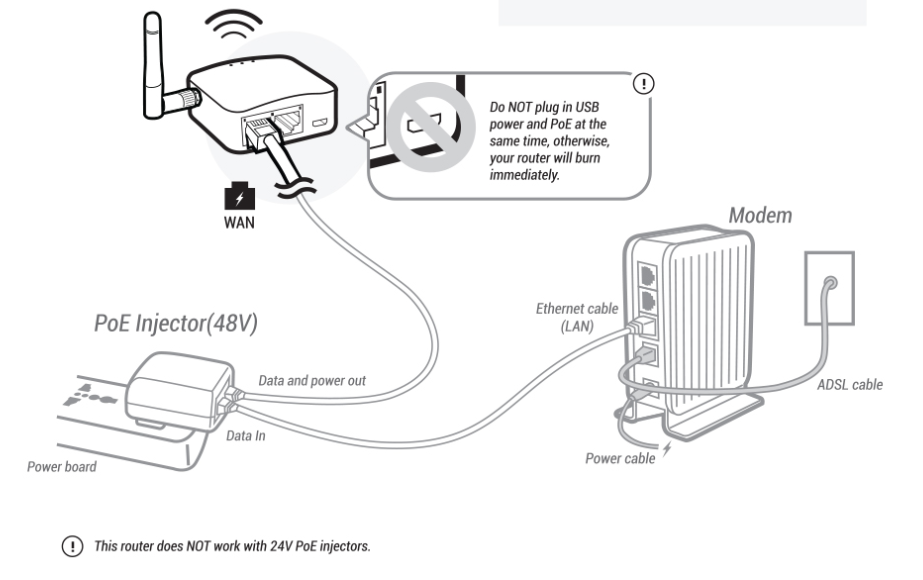 Do NOT plug in USB
power and PoE at the
same time, otherwise,
your router will burn
immediately.
WAN
Modem
Ethernet cable
(LAN)
PoE Injector(48V)
Data and power out
ADSL cable
Data In
Power cable
Power board
This router does NOT work with 24V PoE injectors.